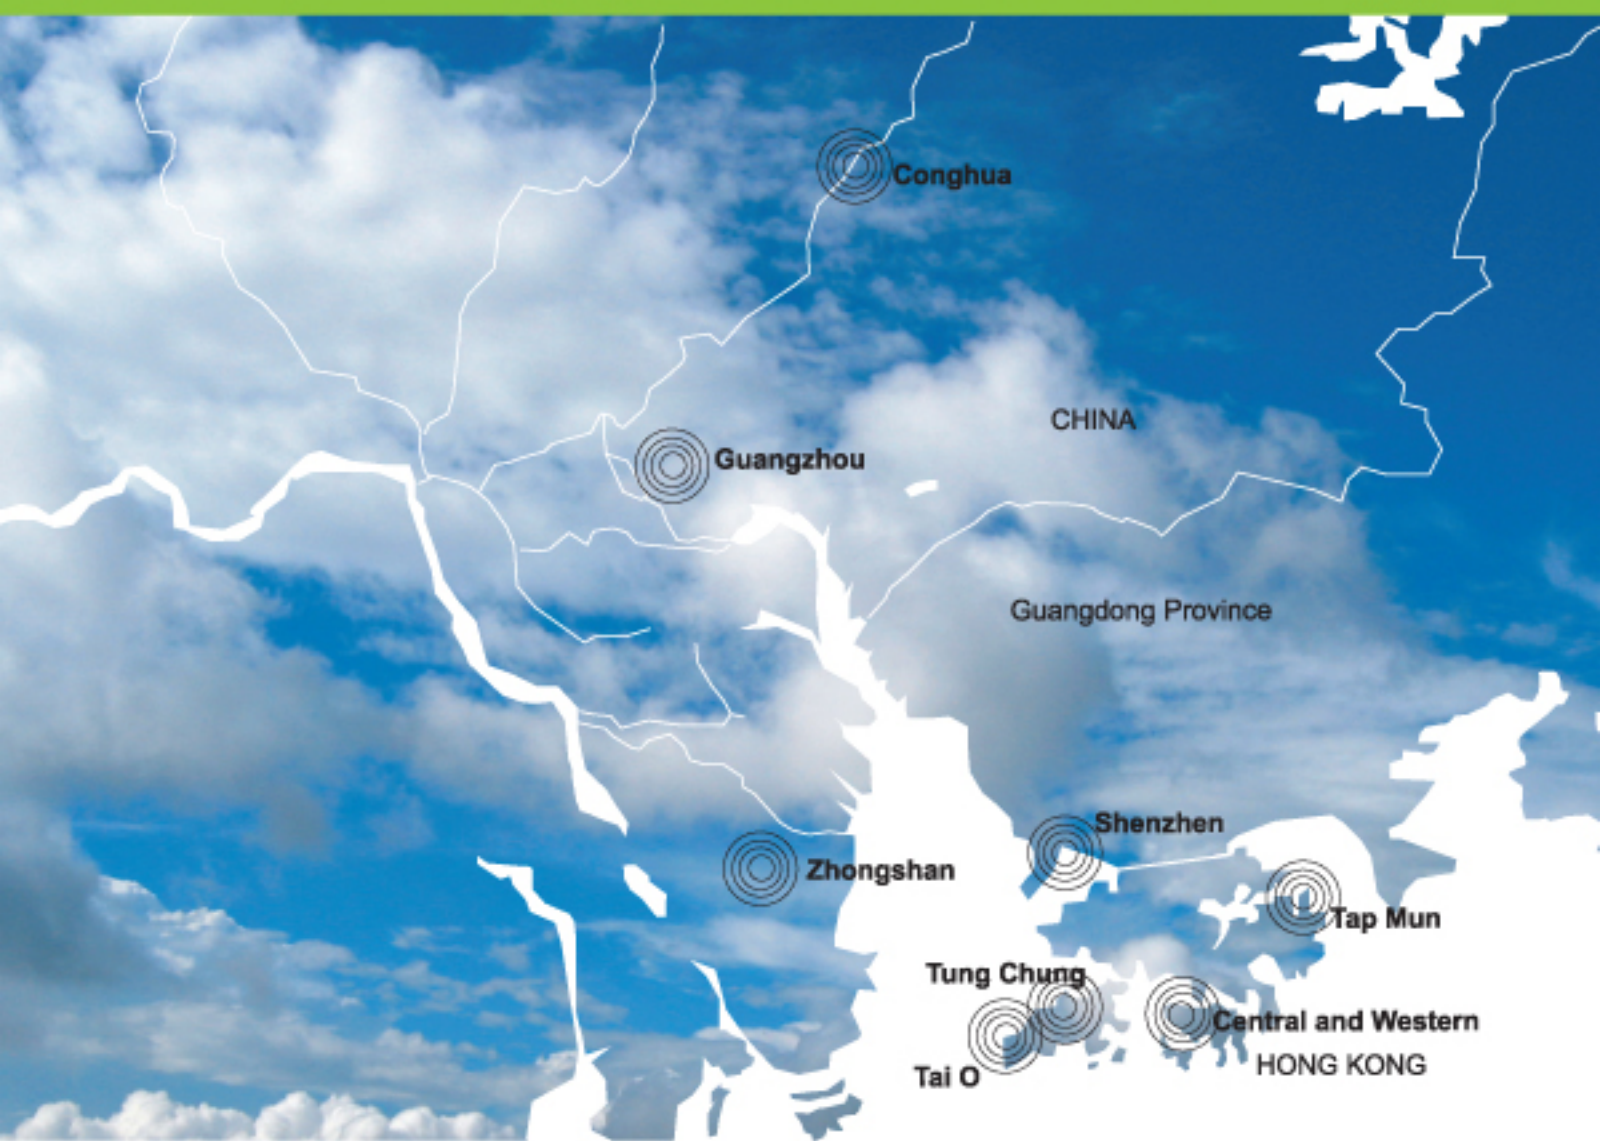 Conghua
CHINA
Guangzhou
Guangdong Province
Shenzhen
Zhongshan
Tap Mun
Tung Chung
Central and Western
HONG KONG
Tai O